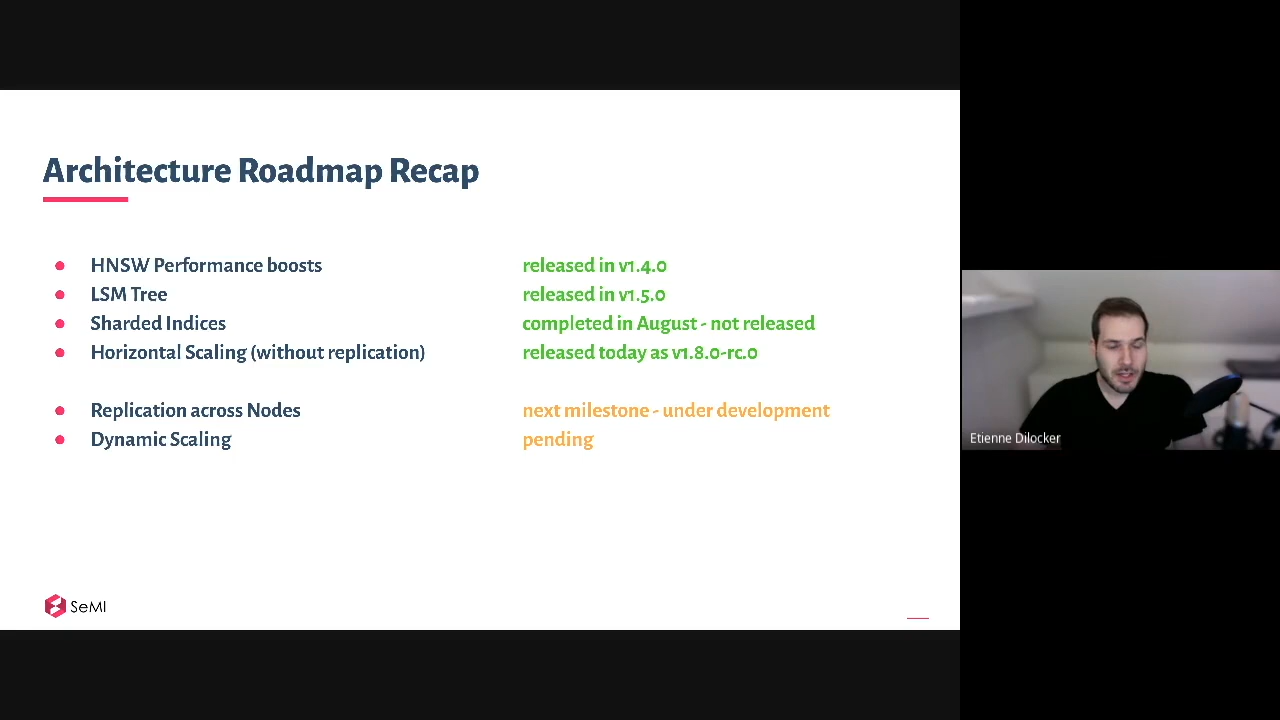 Architecture Roadmap Recap
● HNSW Performance boosts released in v1.4.0
● LSM Tree released in v1.5.0
● Sharded Indices completed in August - not released
● Horizontal Scaling (without replication) released today as v1.8.0-rc.0
● Replication across Nodes next milestone - under development
● Dynamic Scaling pending
SeMI
Etienne Dilocker